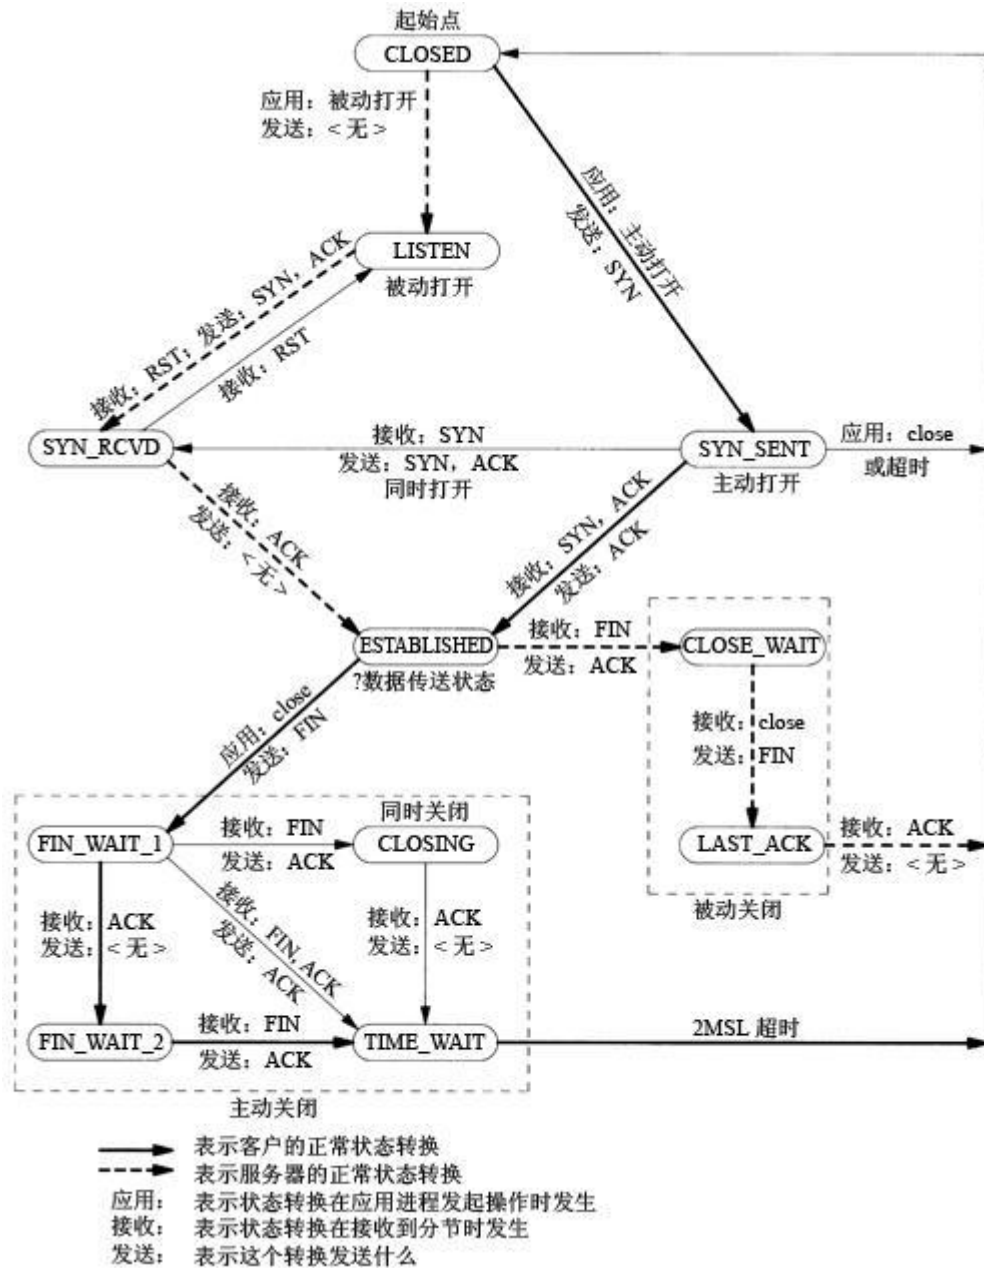 起始点
CLOSED
应用：被动打开
发送：< 无 >
应用：主动打开
发送：SYN
LISTEN
被动打开
接收：RST；发送：SYN，ACK
接收：RST
SYN_RCVD
接收：SYN
发送：SYN，ACK
同时打开
SYN_SENT
主动打开
应用：close
或超时
接收：ACK
发送：< 无 >
接收：SYN，ACK
发送：ACK
ESTABLISHED
?数据传送状态
接收：FIN
发送：ACK
CLOSE_WAIT
接收：close
发送：FIN
LAST_ACK
接收：ACK
发送：< 无 >
被动关闭
应用：close
发送：FIN
同时关闭
FIN_WAIT_1
接收：FIN
发送：ACK
CLOSING
接收：ACK
发送：< 无 >
接收：FIN, ACK
发送：ACK
接收：ACK
发送：< 无 >
FIN_WAIT_2
接收：FIN
发送：ACK
TIME_WAIT
2MSL 超时
主动关闭
表示客户的正常状态转换
表示服务器的正常状态转换
应用： 表示状态转换在应用进程发起操作时发生
接收： 表示状态转换在接收到分节时发生
发送： 表示这个转换发送什么